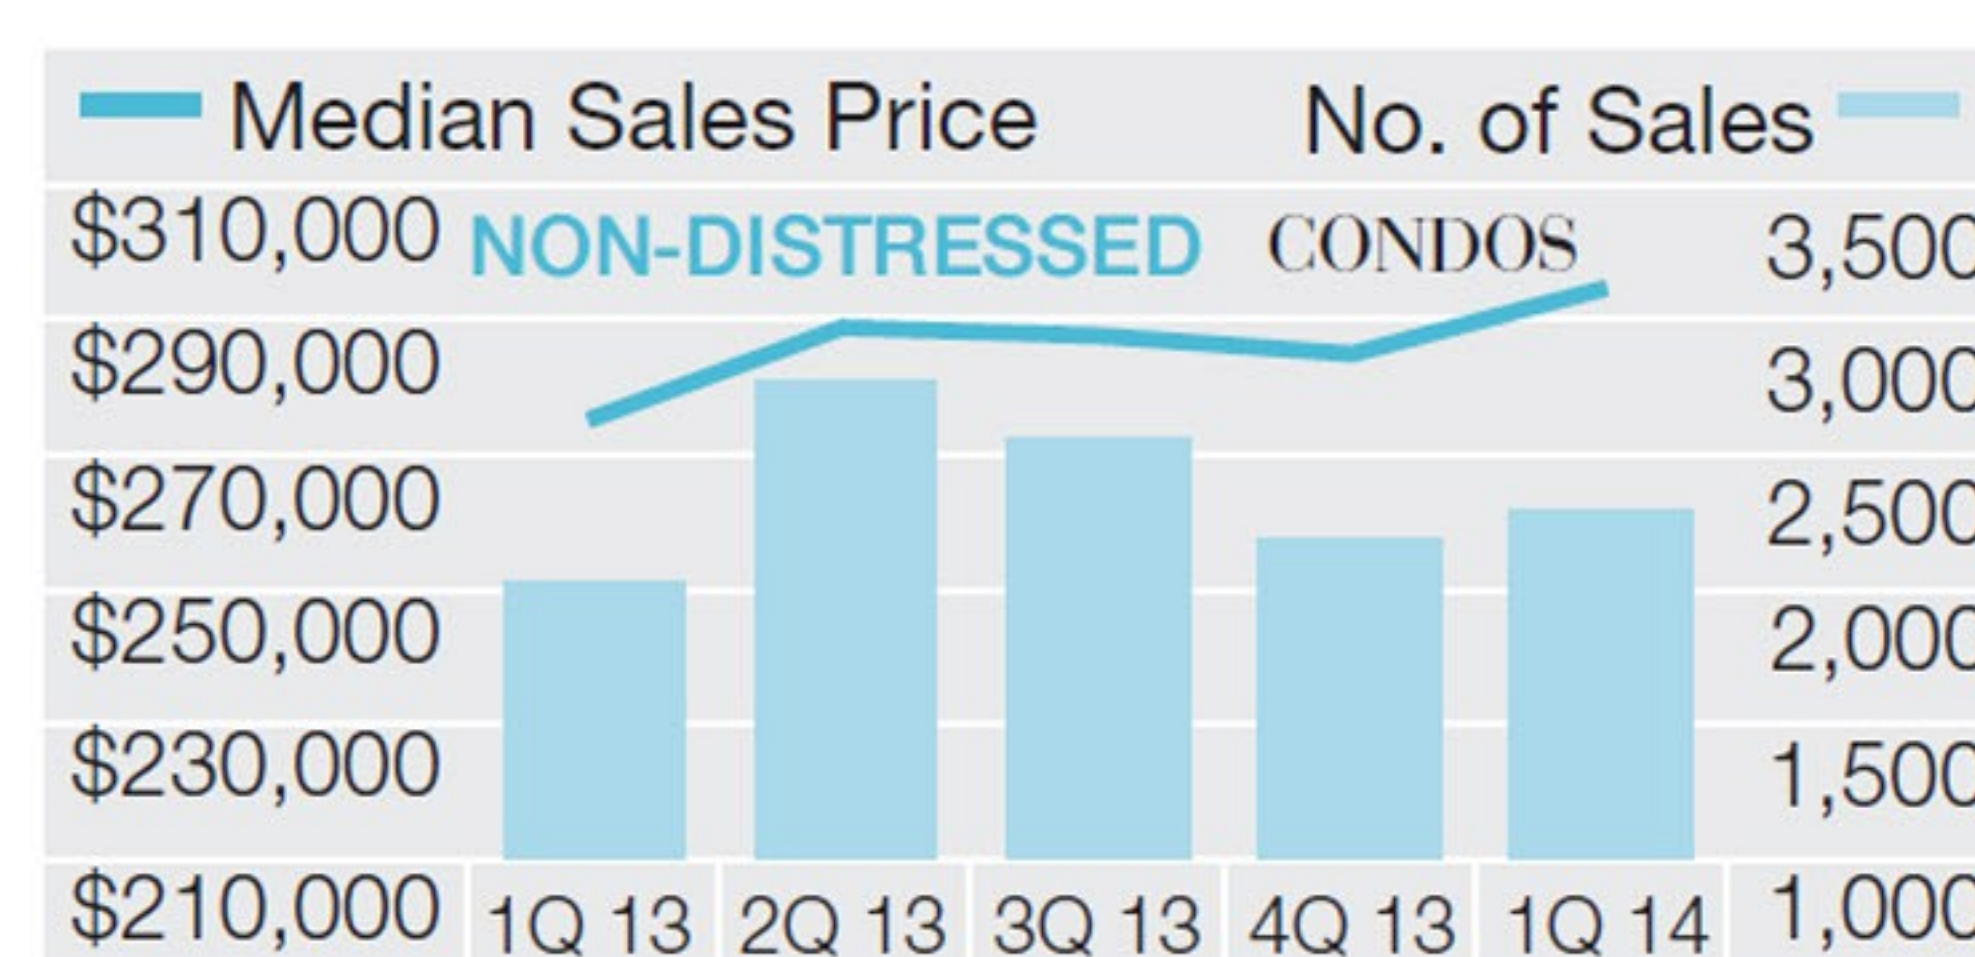 Median Sales Price No. of Sales
$310,000 NON-DISTRESSED CONDOS 3,500
$290,000 3,000
$270,000 2,500
$250,000 2,000
$230,000 1,500
$210,000 1Q 13 2Q 13 3Q 13 4Q 13 1Q 14 1,000